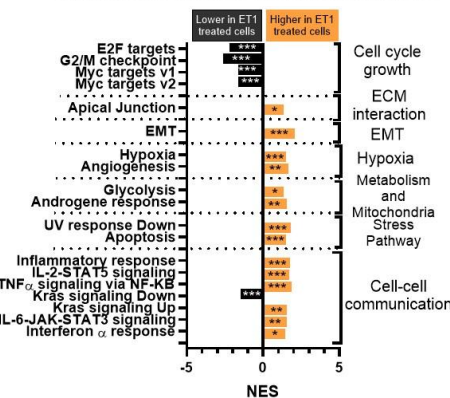 Lower in ET1 treated cells
Higher in ET1 treated cells
E2F targets ***
G2/M checkpoint ***
Myc targets v1 ***
Myc targets v2 ***
Cell cycle growth
Apical Junction *
ECM interaction
EMT ***
EMT
Hypoxia ***
Angiogenesis **
Hypoxia
Glycolysis *
Androgene response **
Metabolism and Mitochondria
UV response Down ***
Apoptosis ***
Stress Pathway
Inflammatory response ***
IL-2-STAT5 signaling ***
TNFα signaling via NF-KB ***
Kras signaling Down ***
Kras signaling Up **
IL-6-JAK-STAT3 signaling **
Interferon α response *
Cell-cell communication
-5 0 5
NES